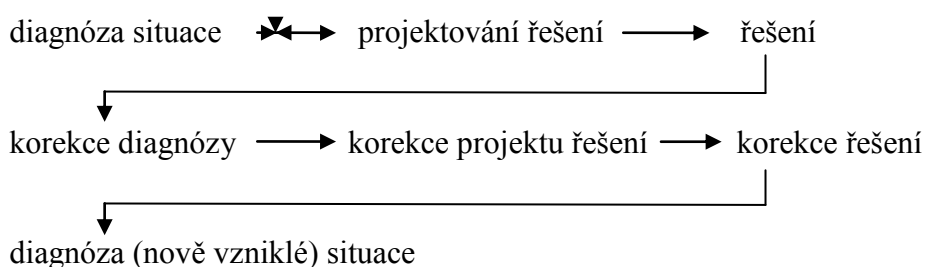 diagnóza situace projektování řešení řešení
korekce diagnózy korekce projektu řešení korekce řešení
diagnóza (nově vzniklé) situace